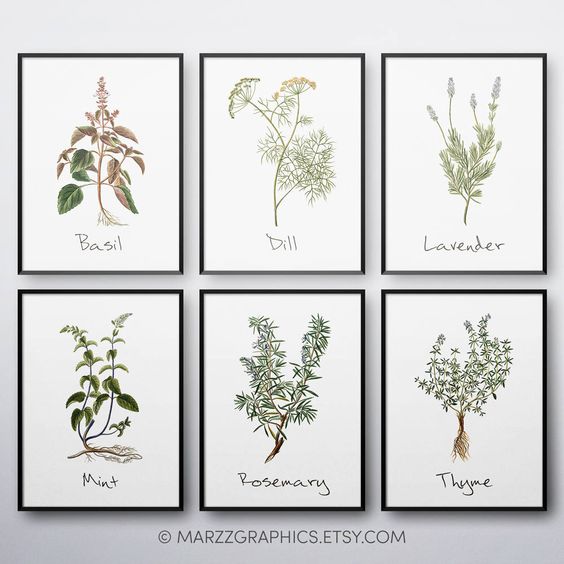 Basil
Dill
Lavender
Mint
Rosemary
Thyme
© MARZZGRAPHICS.ETSY.COM